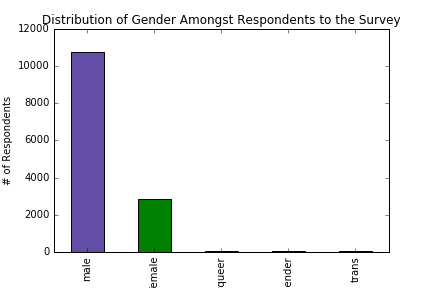 Distribution of Gender Amongst Respondents to the Survey
12000
10000
8000
6000
4000
2000
0
# of Respondents
male
emale
queer
ender
trans